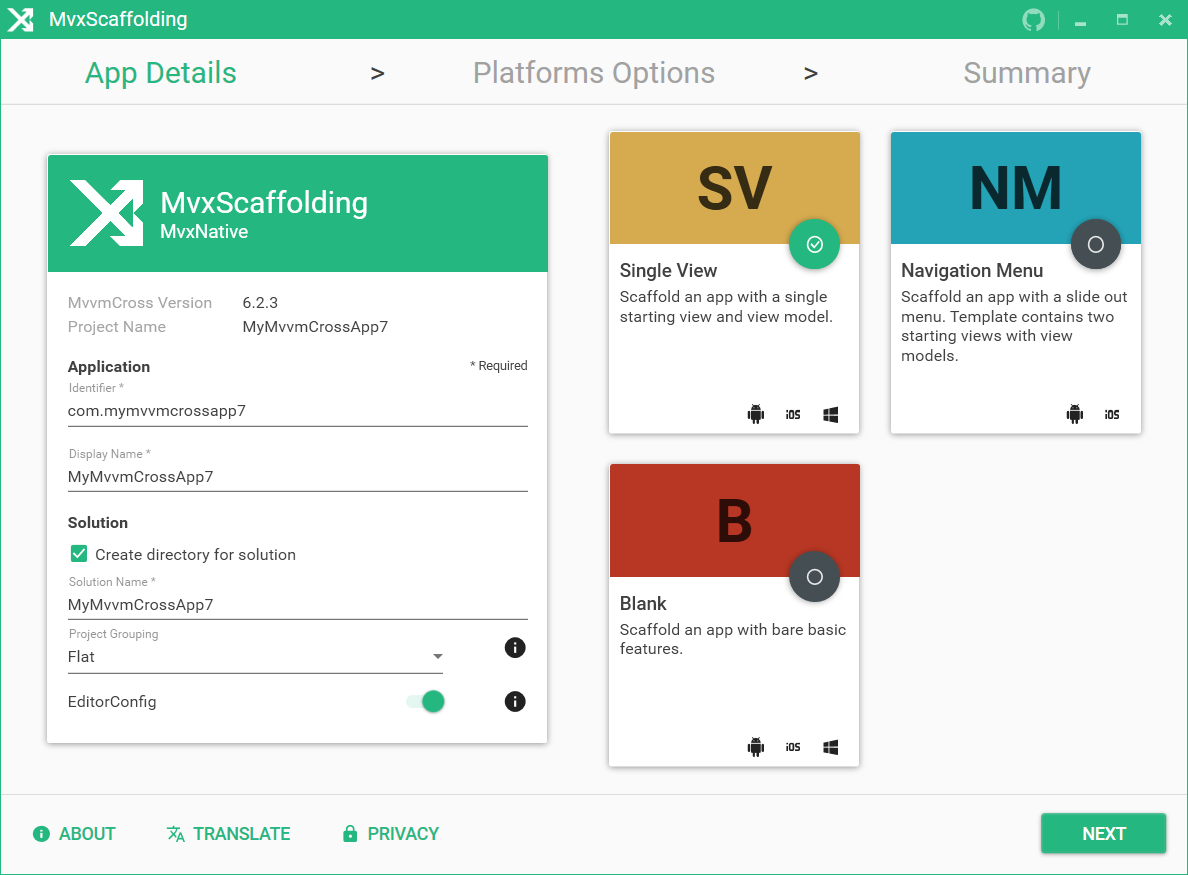 MvxScaffolding
App Details > Platforms Options > Summary
MvxScaffolding
MvxNative
MvvmCross Version 6.2.3
Project Name MyMvvmCrossApp7
Application * Required
Identifier *
com.mymvvmcrossapp7
Display Name *
MyMvvmCrossApp7
Solution
Create directory for solution
Solution Name *
MyMvvmCrossApp7
Project Grouping
Flat
EditorConfig
SV
Single View
Scaffold an app with a single
starting view and view model.
iOS
NM
Navigation Menu
Scaffold an app with a slide out
menu. Template contains two
starting views with view
models.
iOS
B
Blank
Scaffold an app with bare basic
features.
iOS
ABOUT TRANSLATE PRIVACY NEXT